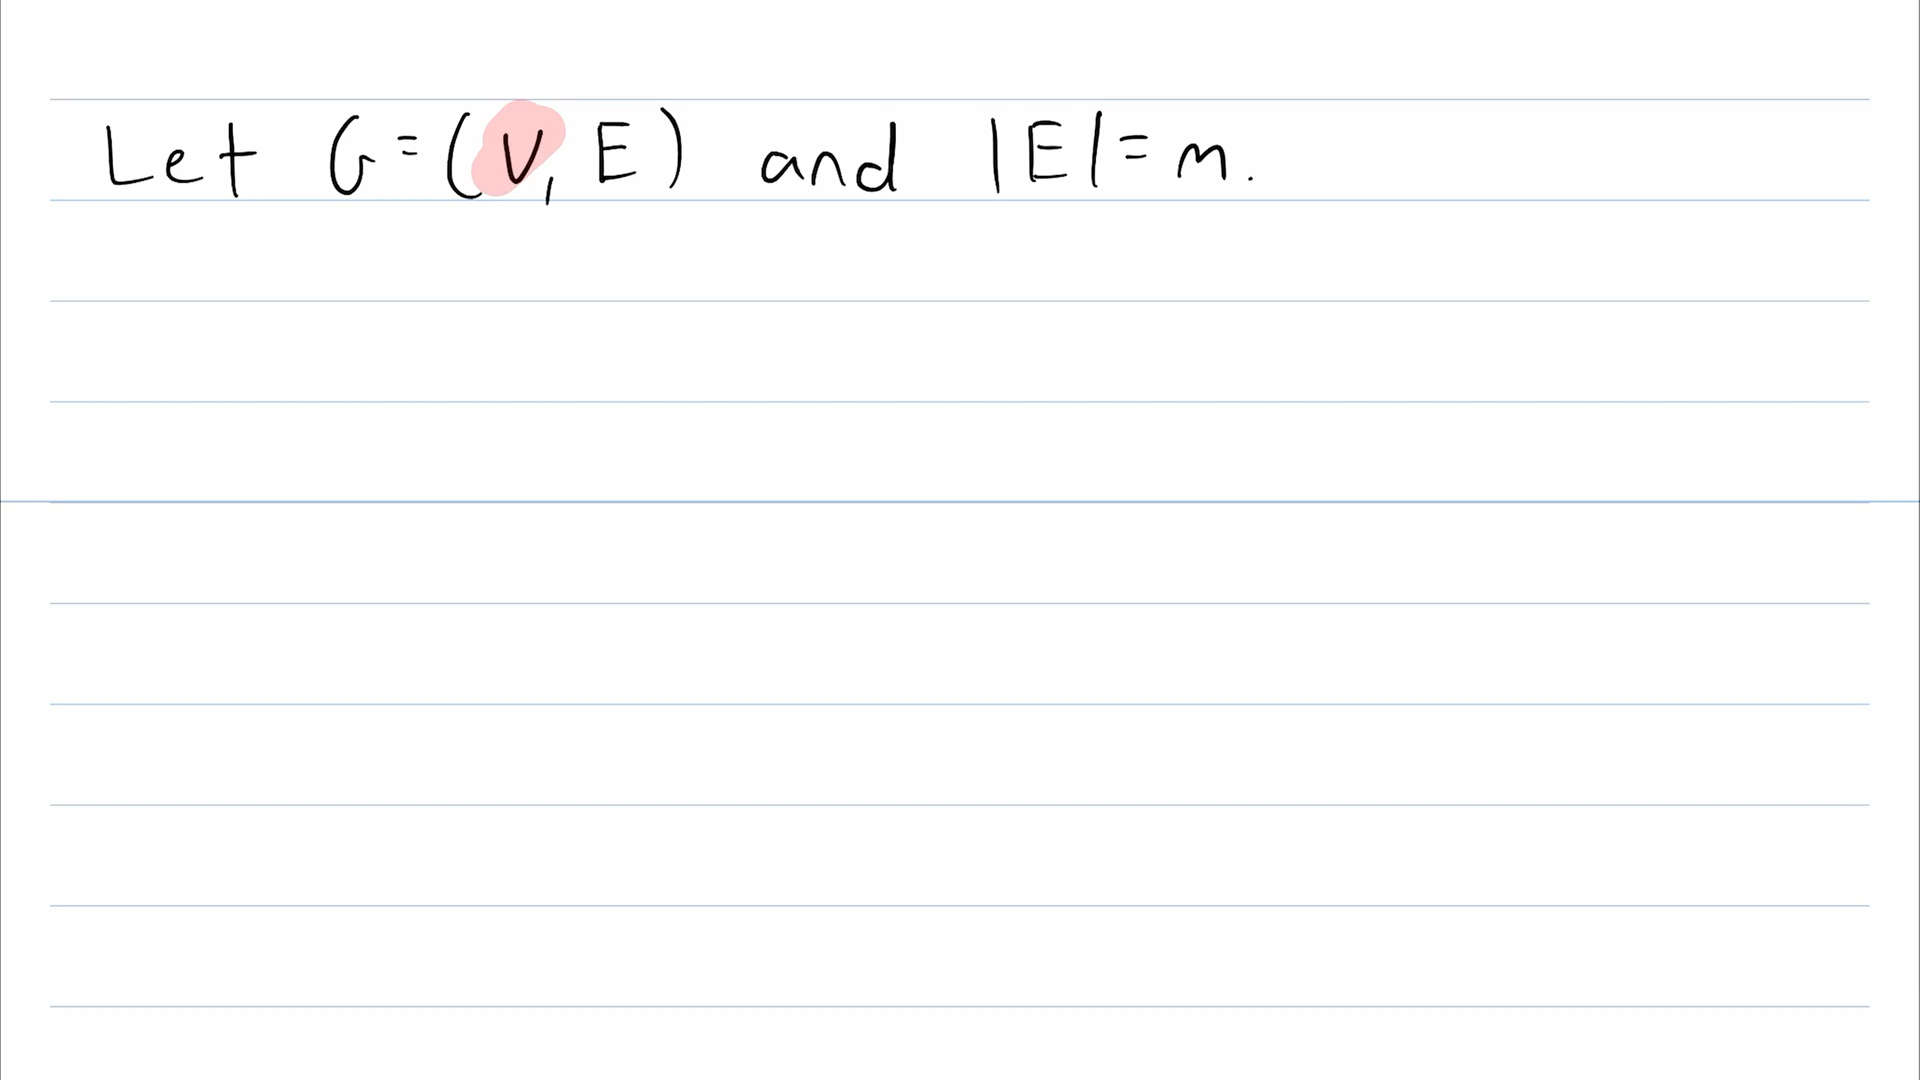 Let G=(V, E) and |E|= m.